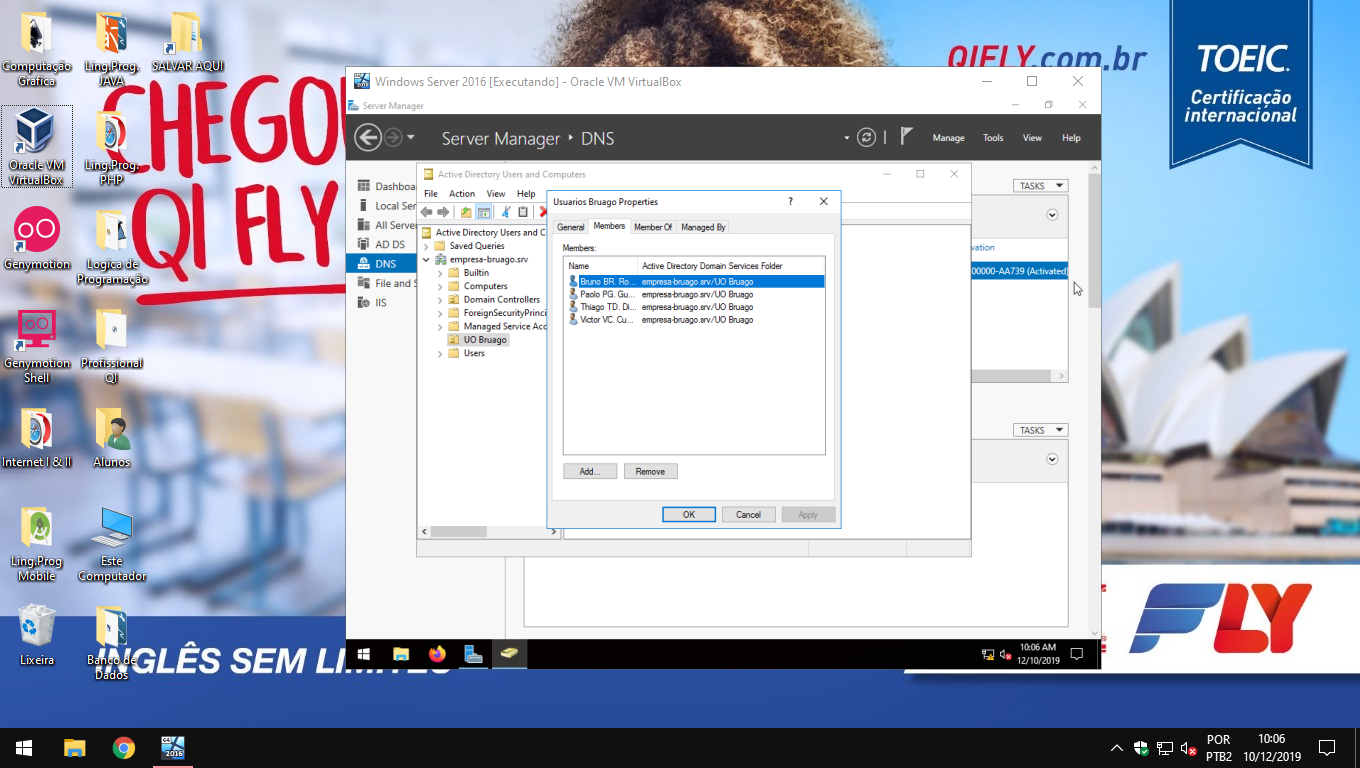 Computação
Gráfica
Ling.Prog.
JAVA
SALVAR AQUI
Oracle VM
VirtualBox
Ling.Prog.
PHP
Genymotion
Logica de
Programação
Genymotion
Shell
Profissional
QI
Internet I & II
Alunos
Ling.Prog
Mobile
Este
Computador
Lixeira
Banco de
Dados
QI FLY
INGLÊS SEM
QIFLY.com.br
TOEIC.
Certificação
internacional
FLY
Windows Server 2016 [Executando] - Oracle VM VirtualBox
Server Manager
Server Manager DNS
Manage Tools View Help
Local Ser
AD DS
DNS
File and S
IIS
TASKS
00000-AA739 (Activated)
TASKS
Active Directory Users and Computers
File Action View Help
Active Directory Users and C
Saved Queries
empresa-bruago.srv
Builtin
Computers
Domain Controllers
ForeignSecurityPrinci
Managed Service Acc
UO Bruago
Users
Usuarios Bruago Properties
?
General Members Member Of Managed By
Members:
Name Active Directory Domain Services Folder
Bruno BR. Ro... empresa-bruago.srv/UO Bruago
Paolo PG. Gu... empresa-bruago.srv/UO Bruago
Thiago TD. Di... empresa-bruago.srv/UO Bruago
Victor VC. Cu... empresa-bruago.srv/UO Bruago
Add... Remove
OK Cancel Apply
10:06 AM
12/10/2019
2016
POR
PTB2
10:06
10/12/2019